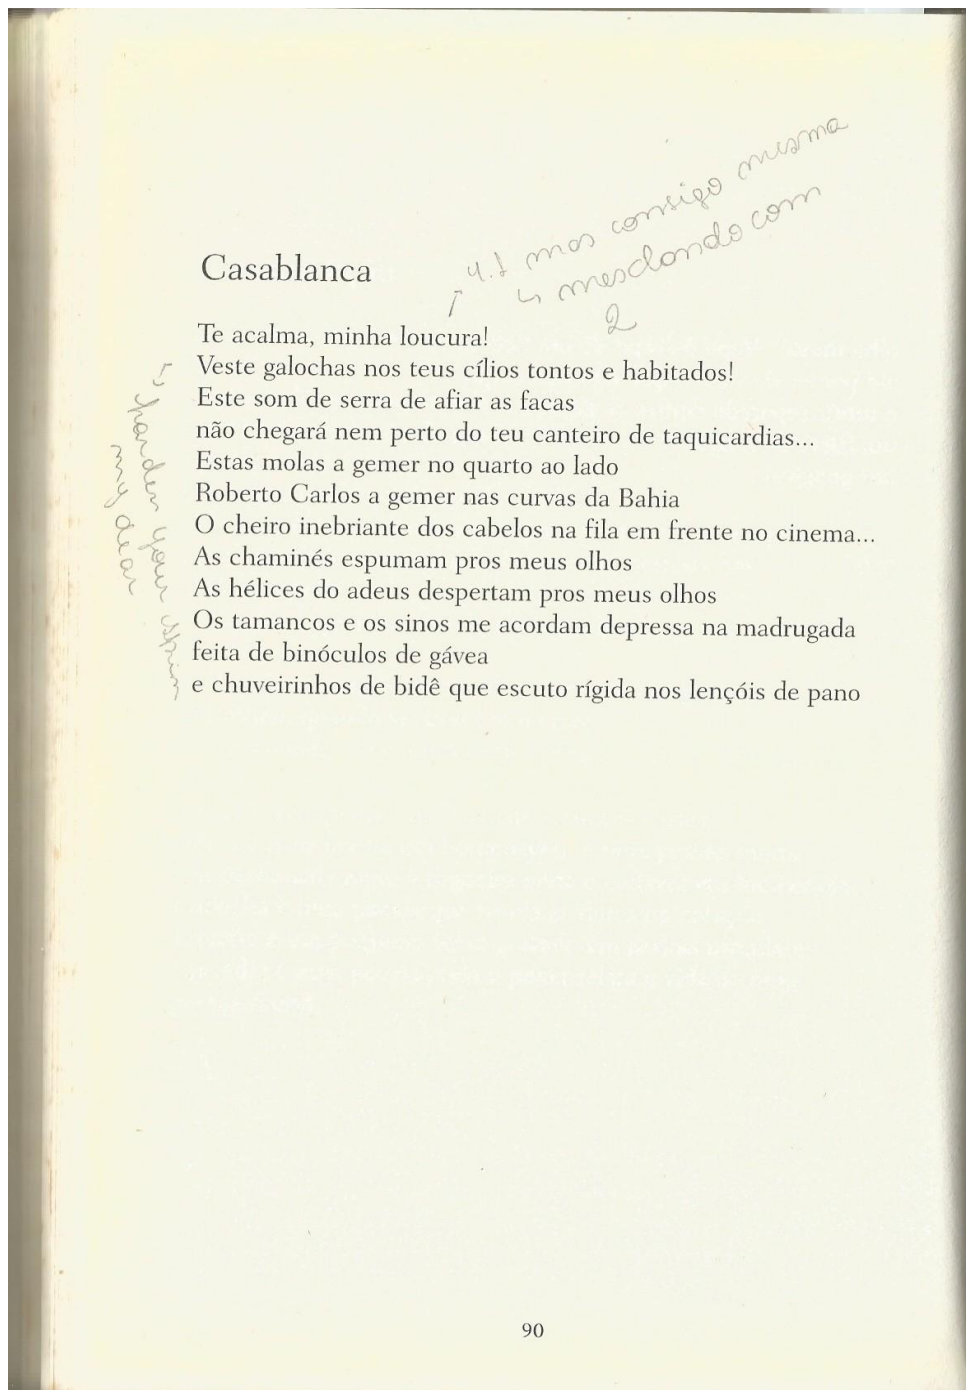 4.1 mas consigo mesma
↳ mesclando com
2
Casablanca
Te acalma, minha loucura!
Veste galochas nos teus cílios tontos e habitados!
Este som de serra de afiar as facas
não chegará nem perto do teu canteiro de taquicardias...
Estas molas a gemer no quarto ao lado
Roberto Carlos a gemer nas curvas da Bahia
O cheiro inebriante dos cabelos na fila em frente no cinema...
As chaminés espumam pros meus olhos
As hélices do adeus despertam pros meus olhos
Os tamancos e os sinos me acordam depressa na madrugada
feita de binóculos de gávea
e chuveirinhos de bidê que escuto rígida nos lençóis de pano
your
my dear
90